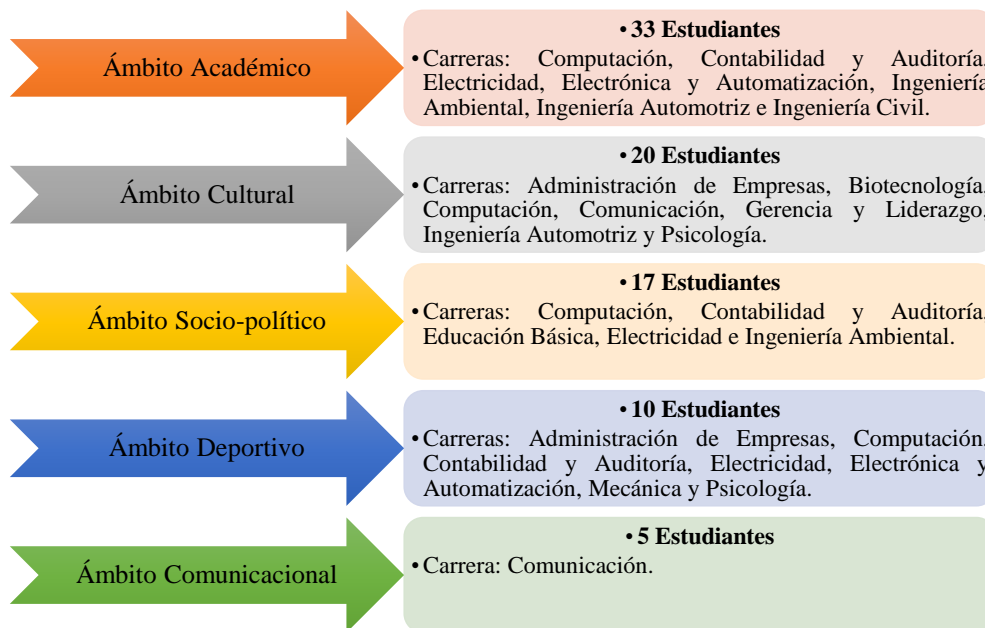 Ámbito Académico
• 33 Estudiantes
• Carreras: Computación, Contabilidad y Auditoría,
Electricidad, Electrónica y Automatización, Ingeniería
Ambiental, Ingeniería Automotriz e Ingeniería Civil.
Ámbito Cultural
• 20 Estudiantes
• Carreras: Administración de Empresas, Biotecnología,
Computación, Comunicación, Gerencia y Liderazgo,
Ingeniería Automotriz y Psicología.
Ámbito Socio-político
• 17 Estudiantes
• Carreras: Computación, Contabilidad y Auditoría,
Educación Básica, Electricidad e Ingeniería Ambiental.
Ámbito Deportivo
• 10 Estudiantes
• Carreras: Administración de Empresas, Computación,
Contabilidad y Auditoría, Electricidad, Electrónica y
Automatización, Mecánica y Psicología.
Ámbito Comunicacional
• 5 Estudiantes
• Carrera: Comunicación.